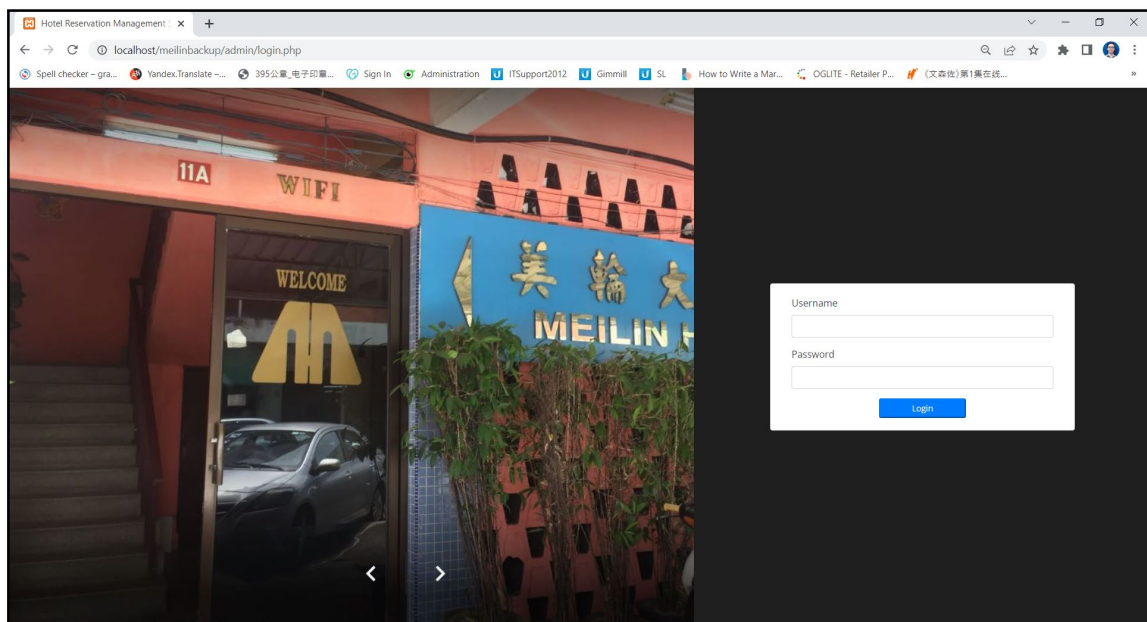 Hotel Reservation Management S
localhost/meilinbackup/admin/login.php
Spell checker – gra... Yandex.Translate –... 395公章_电子印章... Sign In Administration ITSupport2012 Gimmill SL How to Write a Mar... OGLITE - Retailer P... 《文森佐》第1集在线... »
11A
WIFI
WELCOME
美輪大
MEILIN H
Username
Password
Login